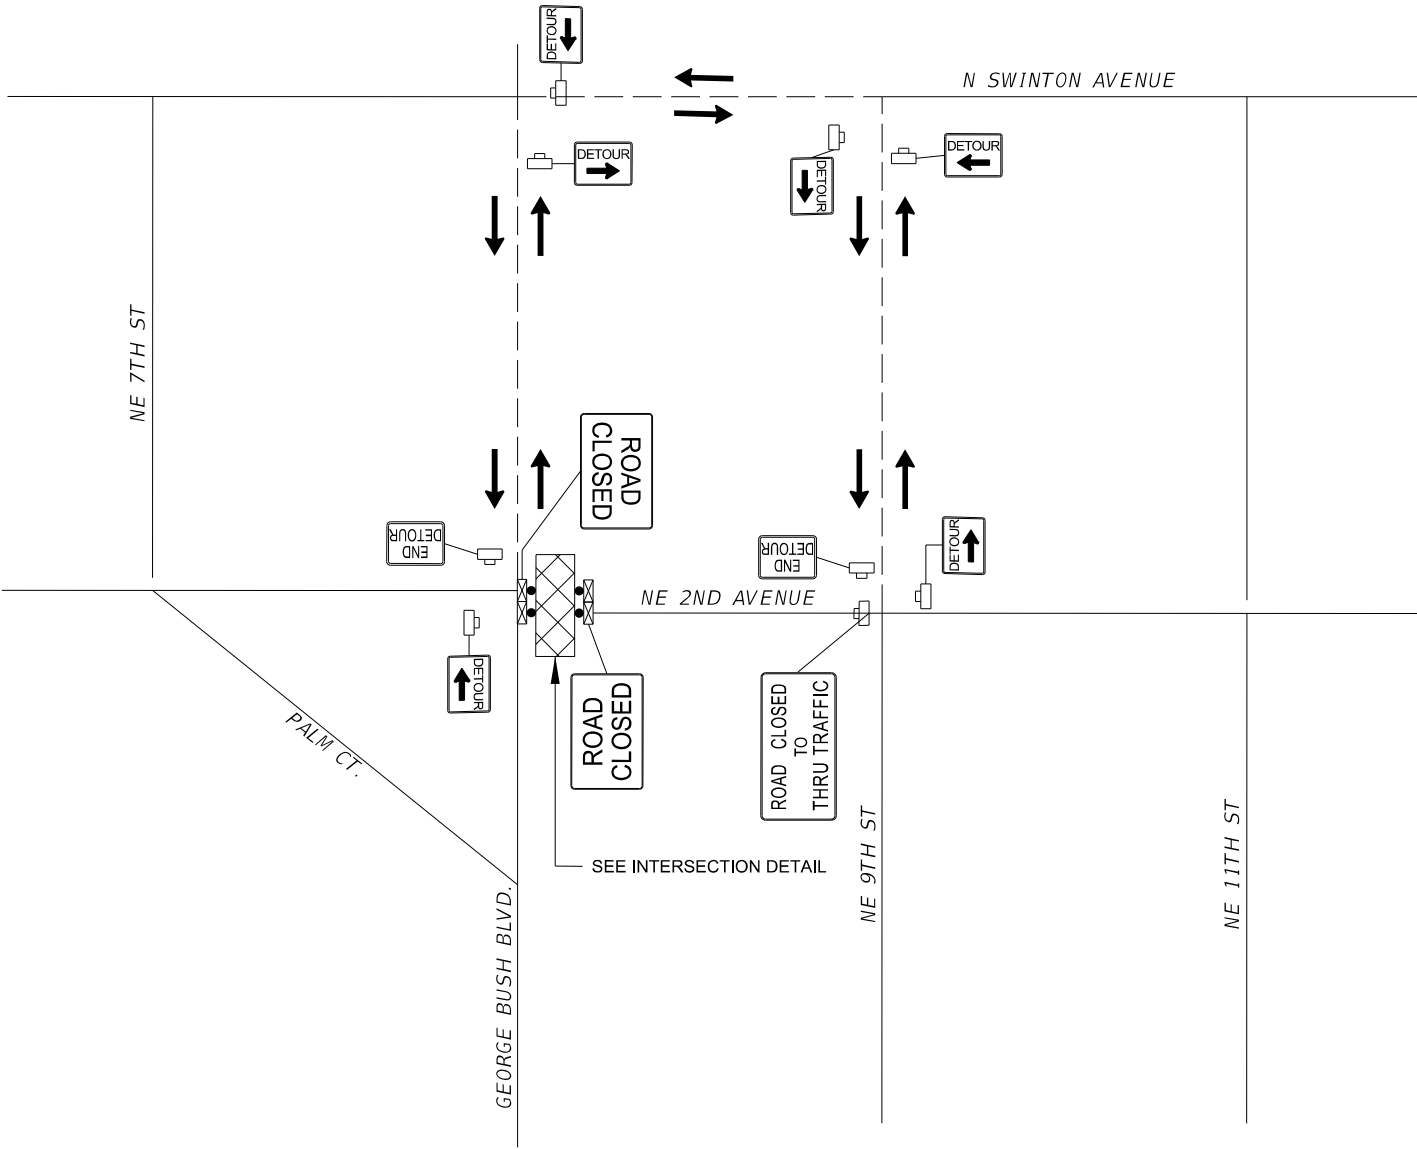 DETOUR
N SWINTON AVENUE
DETOUR
DETOUR
DETOUR
NE 7TH ST
ROAD
CLOSED
END
DETOUR
END
DETOUR
DETOUR
NE 2ND AVENUE
DETOUR
ROAD
CLOSED
ROAD CLOSED
TO
THRU TRAFFIC
PALM CT.
SEE INTERSECTION DETAIL
GEORGE BUSH BLVD.
NE 9TH ST
NE 11TH ST